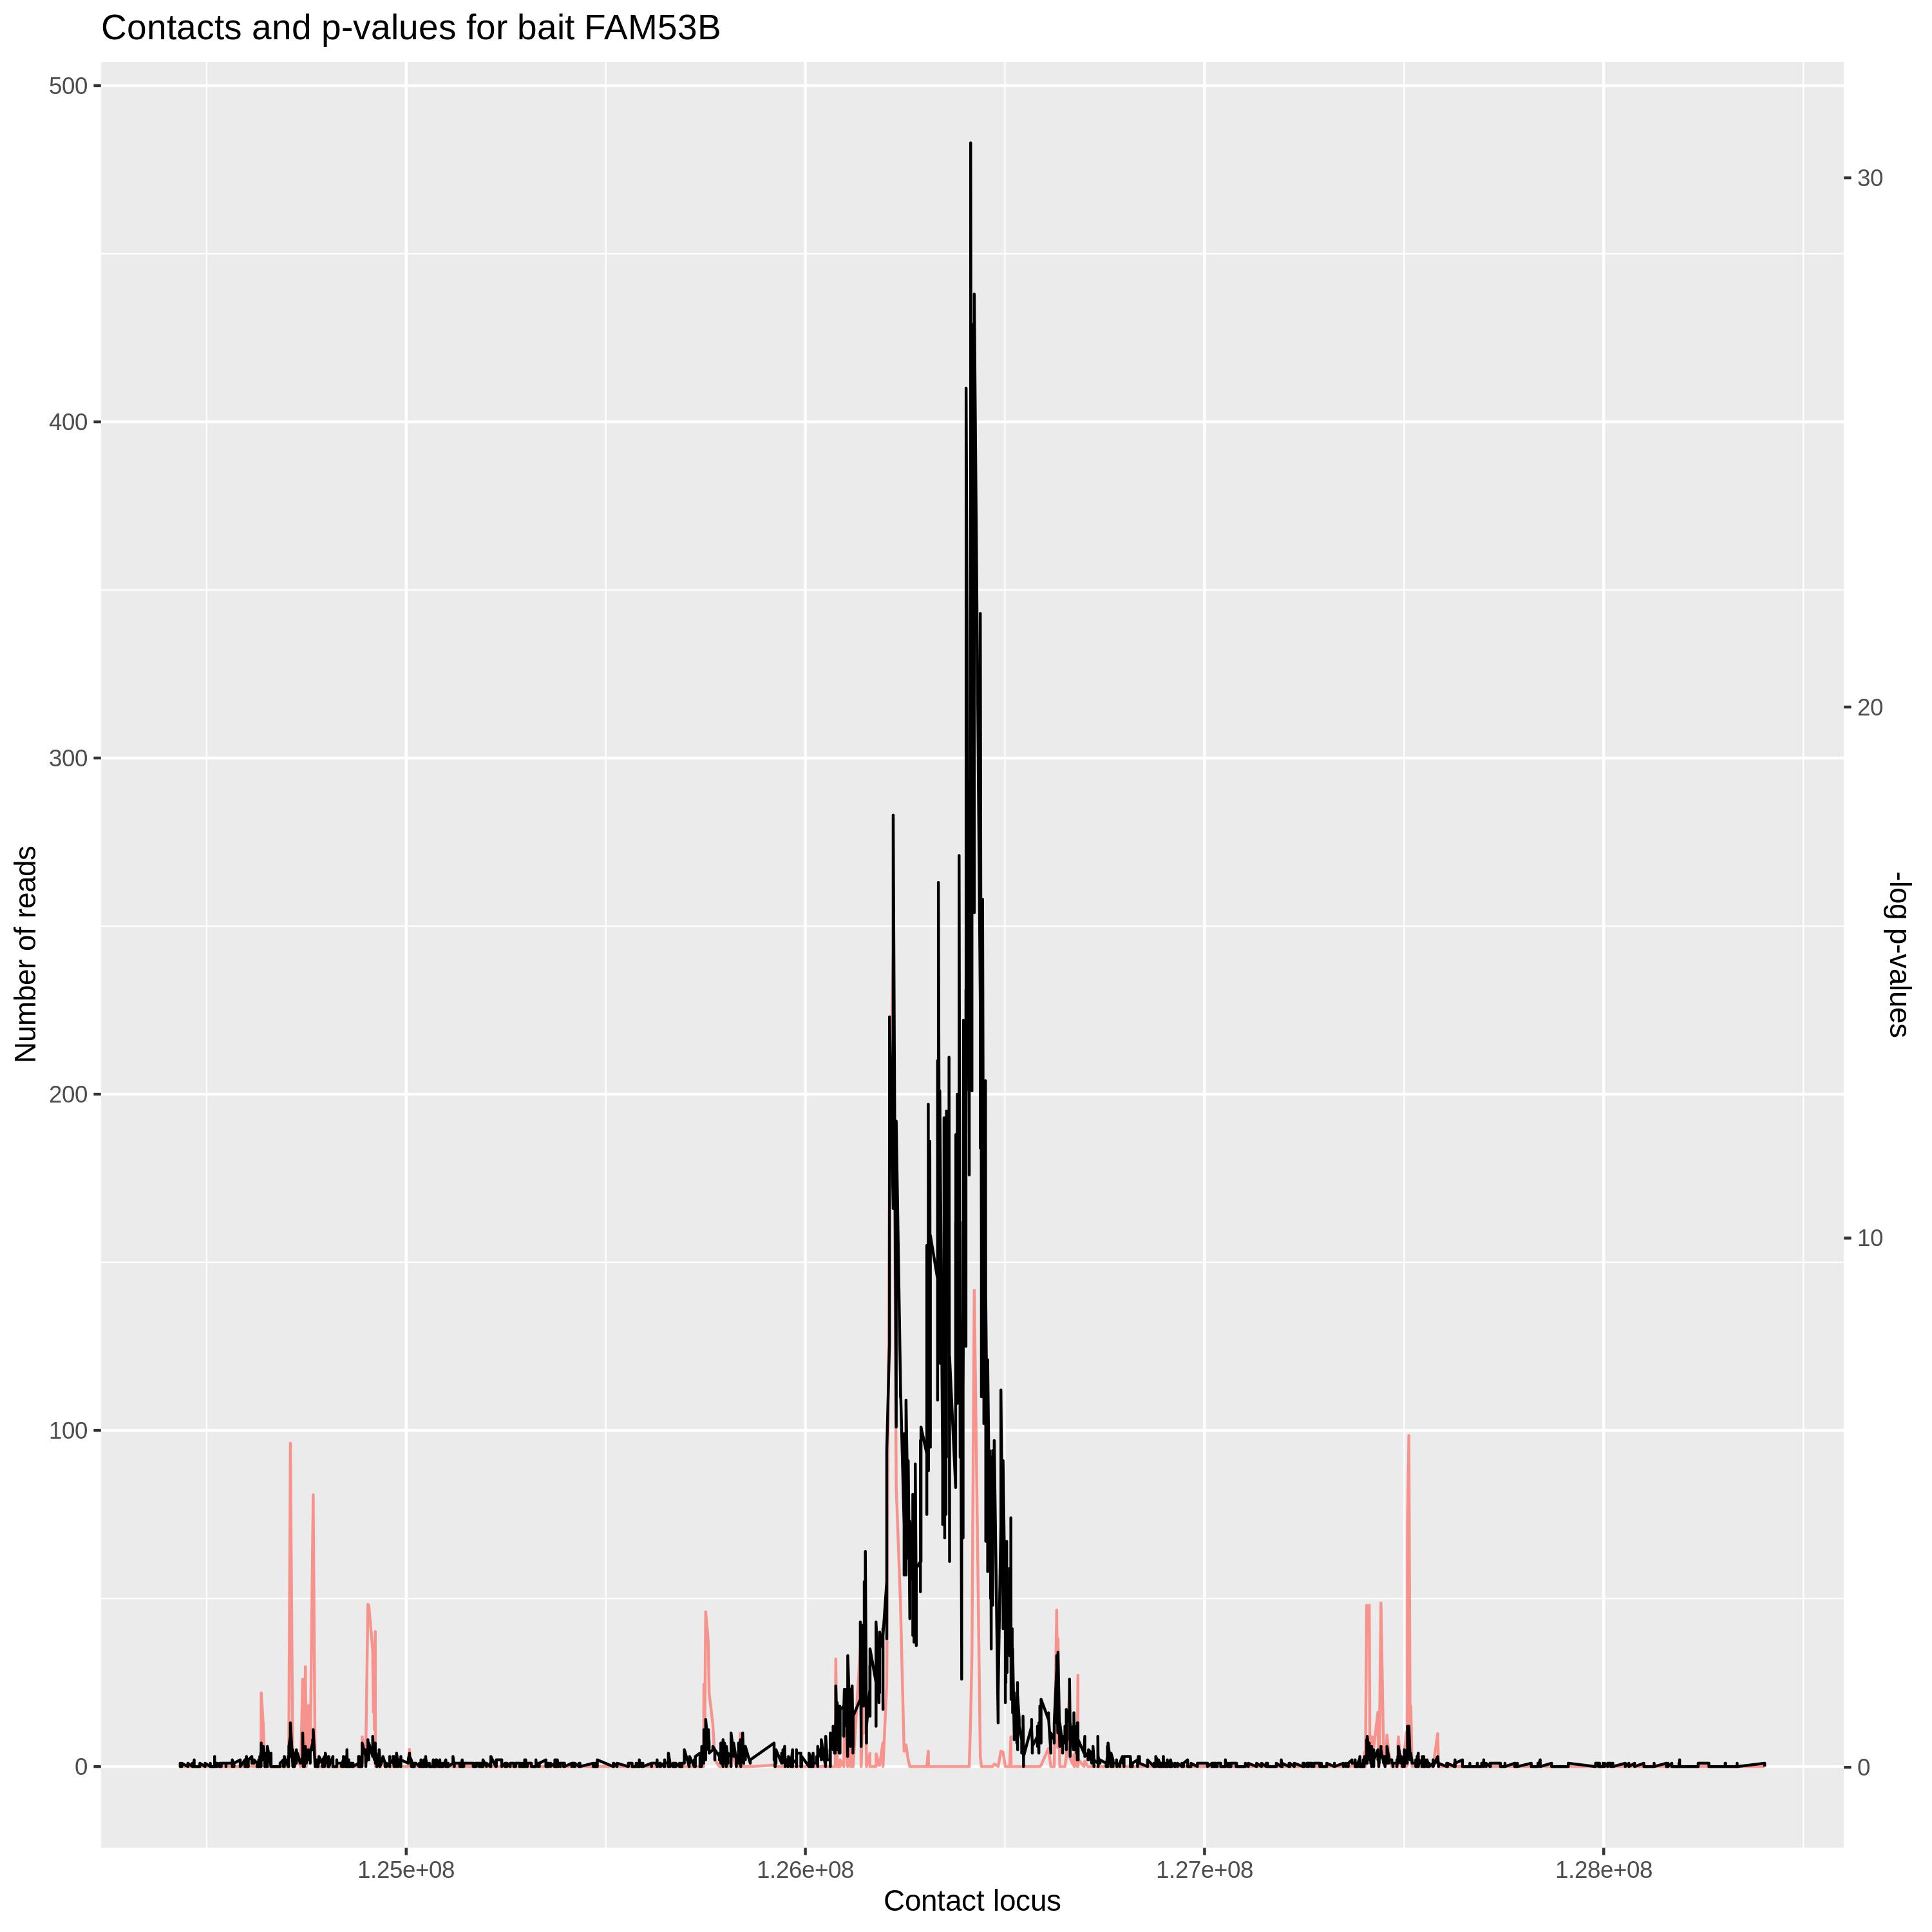 Contacts and p-values for bait FAM53B
500
400
300
200
100
0
30
20
10
0
Number of reads
-log p-values
1.25e+08
1.26e+08
1.27e+08
1.28e+08
Contact locus